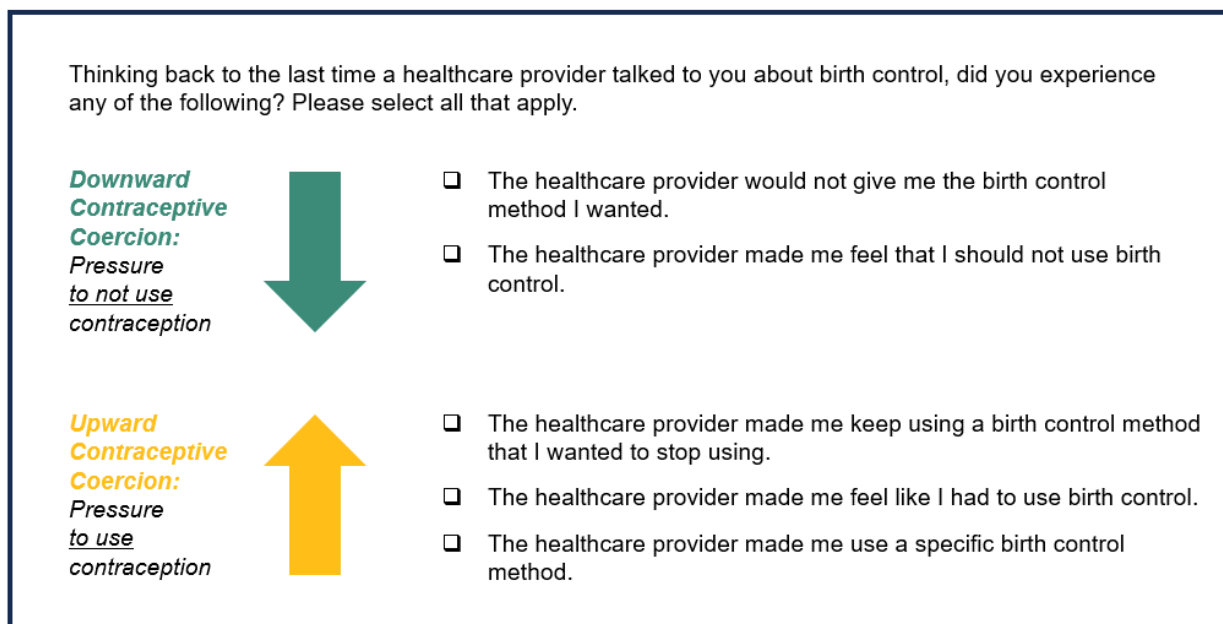 Thinking back to the last time a healthcare provider talked to you about birth control, did you experience
any of the following? Please select all that apply.
Downward
Contraceptive
Coercion:
Pressure
to not use
contraception
❑ The healthcare provider would not give me the birth control
method I wanted.
❑ The healthcare provider made me feel that I should not use birth
control.
Upward
Contraceptive
Coercion:
Pressure
to use
contraception
❑ The healthcare provider made me keep using a birth control method
that I wanted to stop using.
❑ The healthcare provider made me feel like I had to use birth control.
❑ The healthcare provider made me use a specific birth control
method.